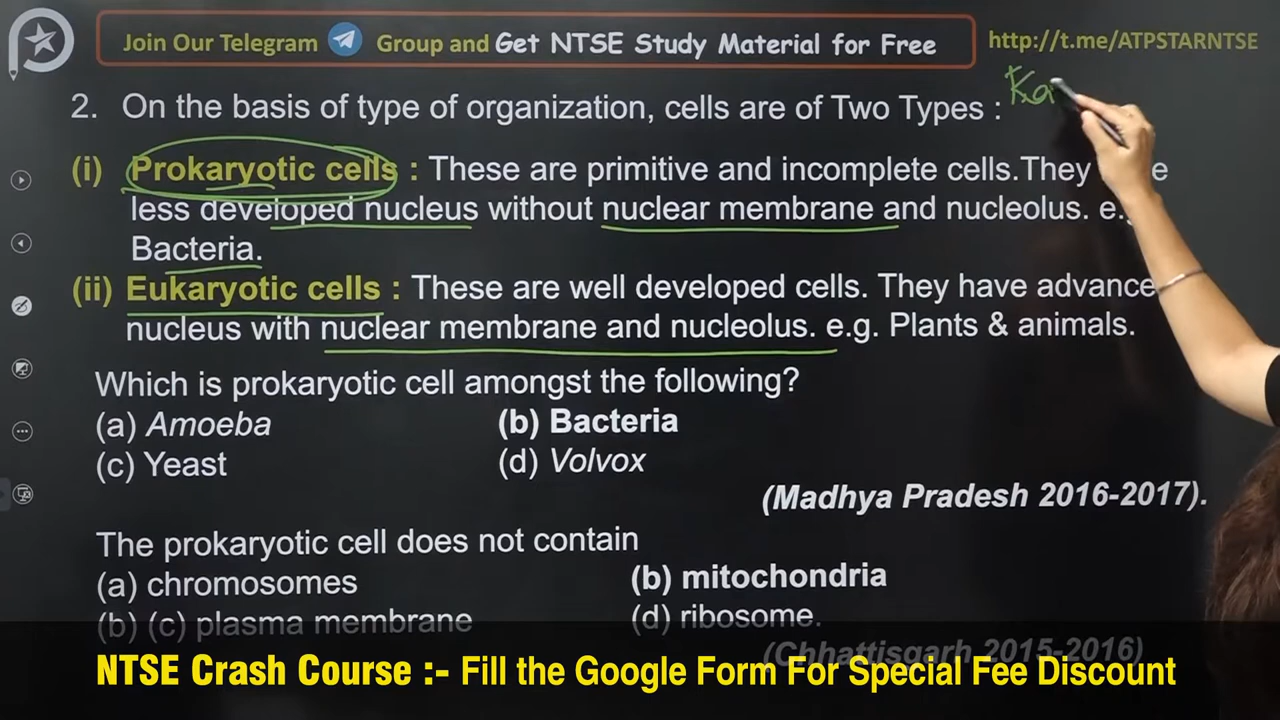 Join Our Telegram Group and Get NTSE Study Material for Free http://t.me/ATPSTARNTSE
Ka
2. On the basis of type of organization, cells are of Two Types :
(i) Prokaryotic cells : These are primitive and incomplete cells.They
less developed nucleus without nuclear membrane and nucleolus. e.g
Bacteria.
(ii) Eukaryotic cells : These are well developed cells. They have advance
nucleus with nuclear membrane and nucleolus. e.g. Plants & animals.
Which is prokaryotic cell amongst the following?
(a) Amoeba (b) Bacteria
(c) Yeast (d) Volvox
(Madhya Pradesh 2016-2017).
The prokaryotic cell does not contain
(a) chromosomes (b) mitochondria
(b) (c) plasma membrane (d) ribosome.
(Chhattisgarh 2015-2016)
NTSE Crash Course :- Fill the Google Form For Special Fee Discount